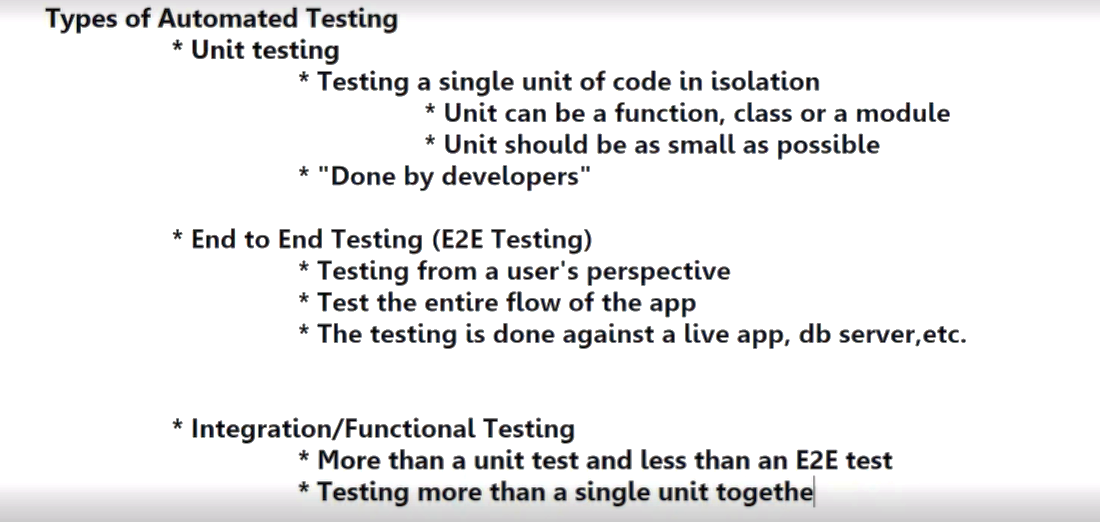 Types of Automated Testing
* Unit testing
* Testing a single unit of code in isolation
* Unit can be a function, class or a module
* Unit should be as small as possible
* "Done by developers"
* End to End Testing (E2E Testing)
* Testing from a user's perspective
* Test the entire flow of the app
* The testing is done against a live app, db server,etc.
* Integration/Functional Testing
* More than a unit test and less than an E2E test
* Testing more than a single unit togethe